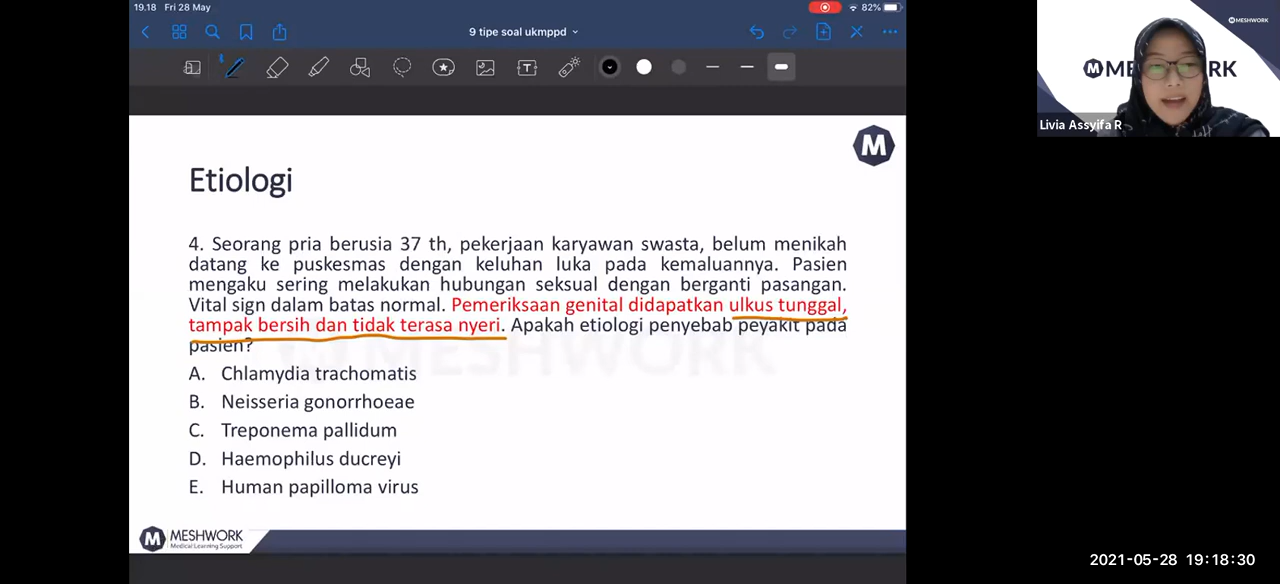 19.18 Fri 28 May
82%
9 tipe soal ukmppd
MESHWORK
Livia Assyifa R
M
Etiologi
4. Seorang pria berusia 37 th, pekerjaan karyawan swasta, belum menikah
datang ke puskesmas dengan keluhan luka pada kemaluannya. Pasien
mengaku sering melakukan hubungan seksual dengan berganti pasangan.
Vital sign dalam batas normal. Pemeriksaan genital didapatkan ulkus tunggal,
tampak bersih dan tidak terasa nyeri. Apakah etiologi penyebab peyakit pada
pasien?
MESHWORK
A. Chlamydia trachomatis
B. Neisseria gonorrhoeae
C. Treponema pallidum
D. Haemophilus ducreyi
E. Human papilloma virus
M MESHWORK
Medical Learning Support
2021-05-28 19:18:30